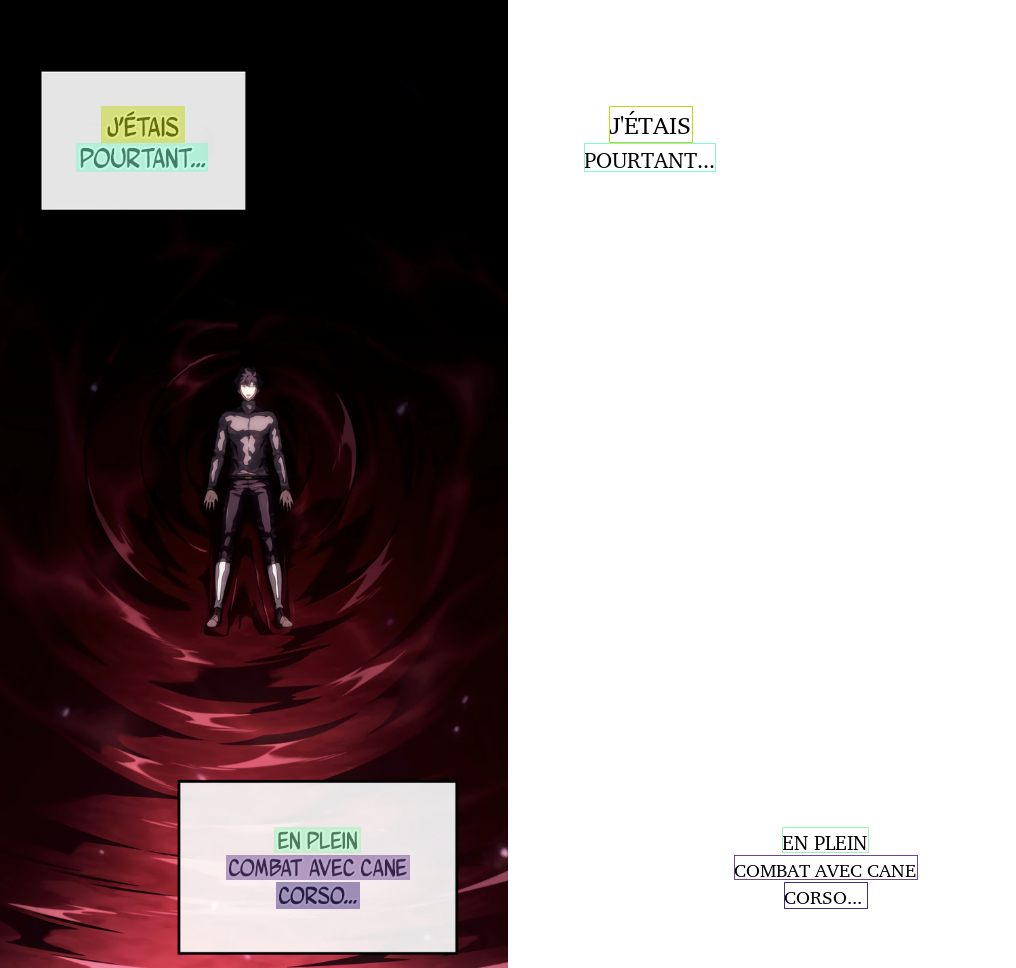 J'ÉTAIS
POURTANT...
EN PLEIN
COMBAT AVEC CANE
CORSO...
J'ÉTAIS
POURTANT...
EN PLEIN
COMBAT AVEC CANE
CORSO...